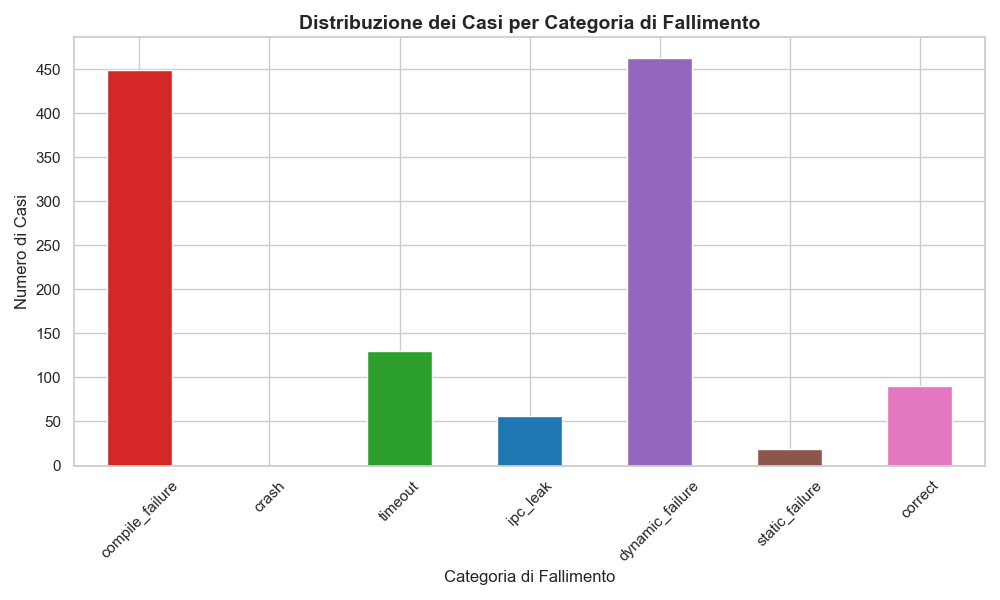 Distribuzione dei Casi per Categoria di Fallimento
Numero di Casi
450
400
350
300
250
200
150
100
50
0
compile_failure
crash
timeout
ipc_leak
dynamic_failure
static_failure
correct
Categoria di Fallimento